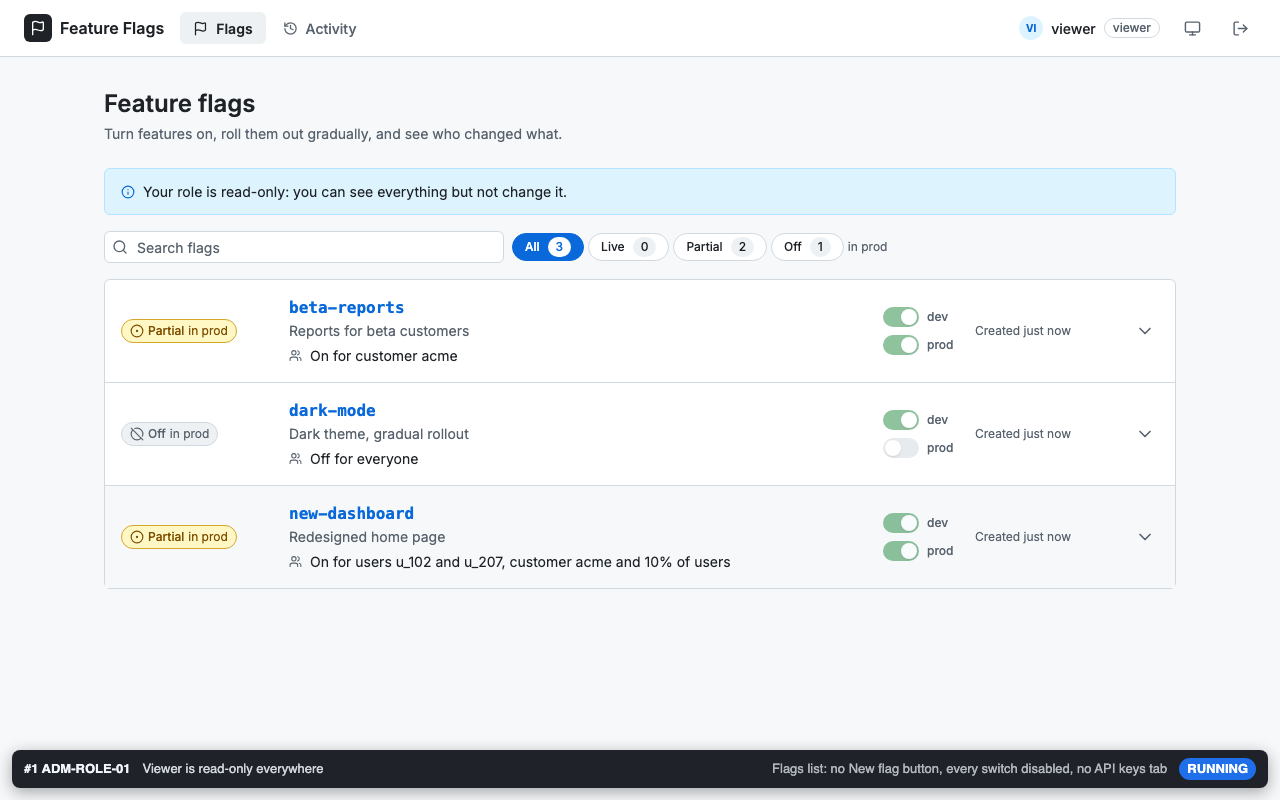 Feature Flags Flags Activity VI viewer viewer
Feature flags
Turn features on, roll them out gradually, and see who changed what.
Your role is read-only: you can see everything but not change it.
Search flags All 3 Live 0 Partial 2 Off 1 in prod
Partial in prod
beta-reports
Reports for beta customers
On for customer acme
dev
prod
Created just now
Off in prod
dark-mode
Dark theme, gradual rollout
Off for everyone
dev
prod
Created just now
Partial in prod
new-dashboard
Redesigned home page
On for users u_102 and u_207, customer acme and 10% of users
dev
prod
Created just now
#1 ADM-ROLE-01 Viewer is read-only everywhere Flags list: no New flag button, every switch disabled, no API keys tab RUNNING